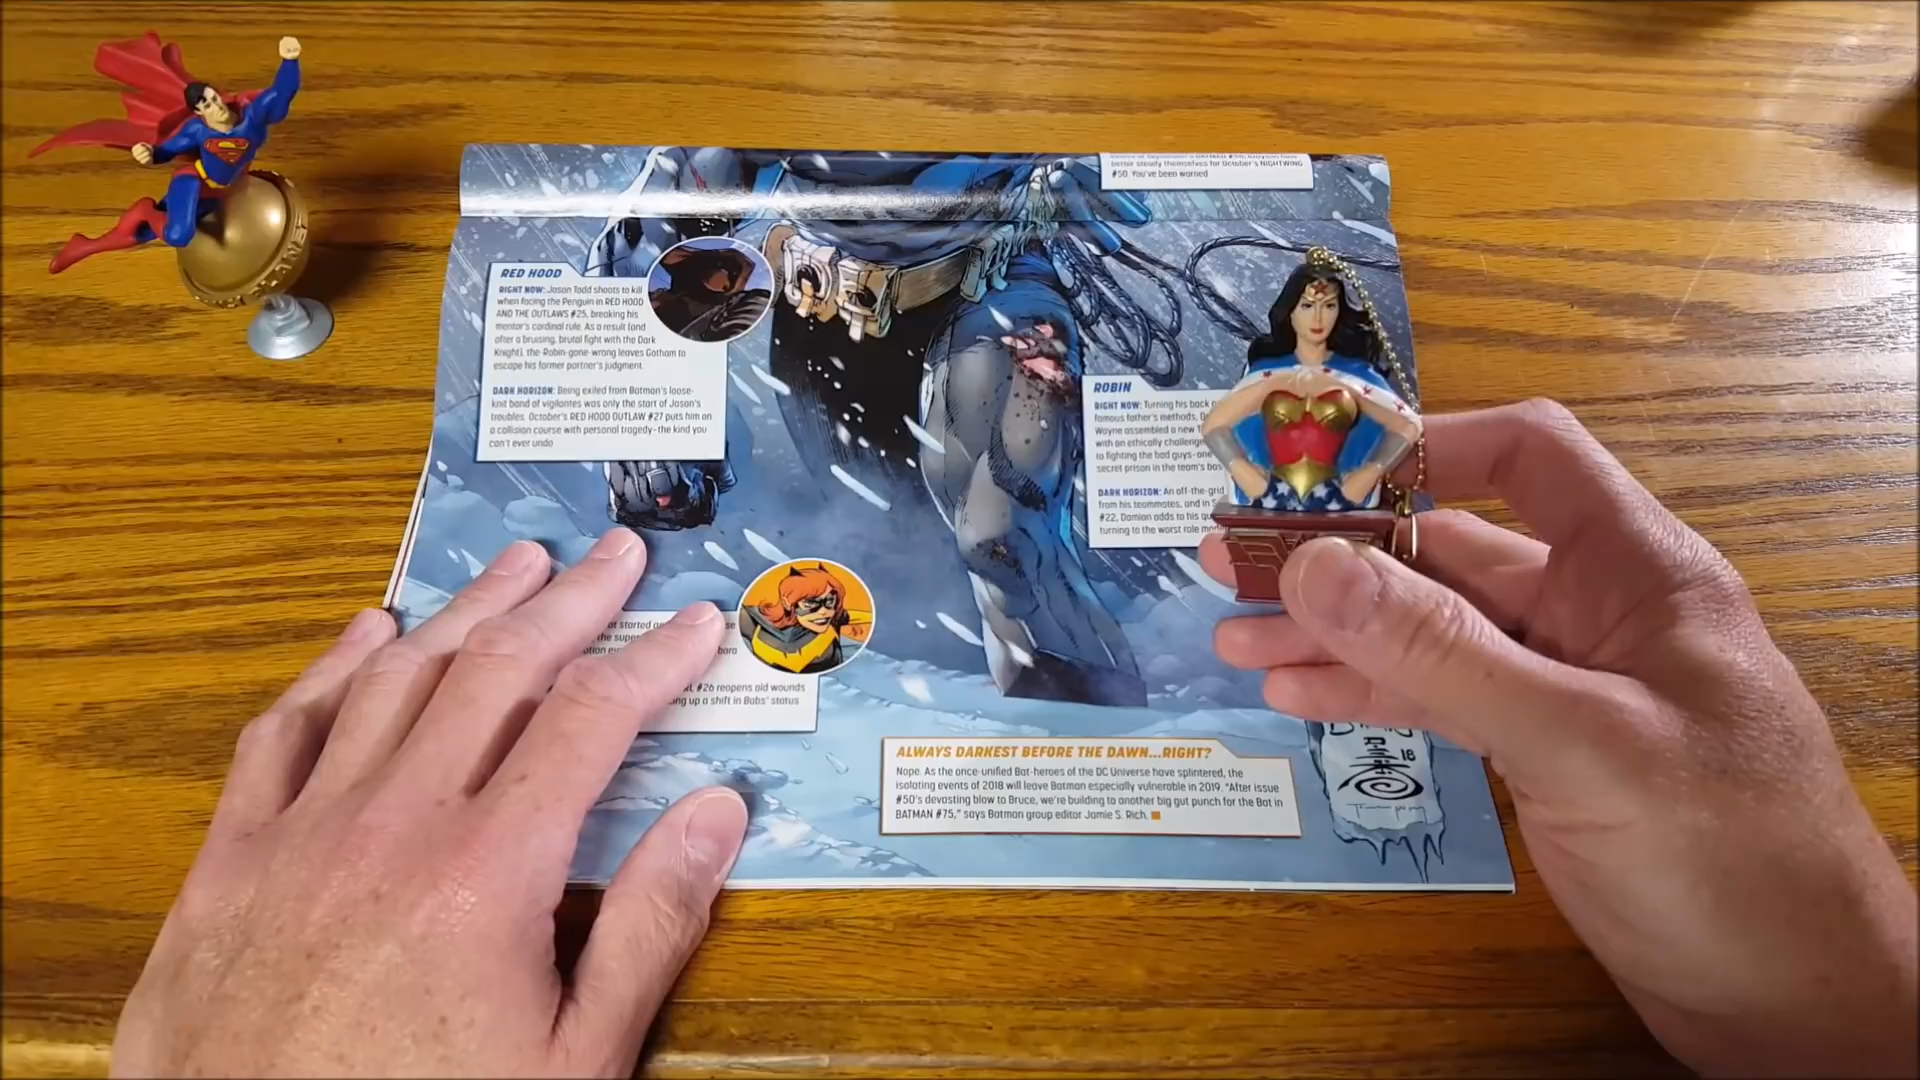 better steady themselves for October's NIGHTWING
#50. You've been warned
RED HOOD
RIGHT NOW: Jason Todd shoots to kill
when facing the Penguin in RED HOOD
AND THE OUTLAWS #25, breaking his
mentor's cardinal rule. As a result (and
after a bruising, brutal fight with the Dark
Knight), the Robin-gone-wrong leaves Gotham to
escape his former partner's judgment.
DARK HORIZON: Being exiled from Batman's loose-
knit band of vigilantes was only the start of Jason's
troubles. October's RED HOOD OUTLAW #27 puts him on
a collision course with personal tragedy–the kind you
can't ever undo
ROBIN
RIGHT NOW: Turning his back
famous father's methods,
Wayne assembled a new
with an ethically
to fighting the bad guys-one
secret prison in the team's
DARK HORIZON: An off-the-grid
from his teammates, and in
#22, Damian adds to his
turning to the worst role
at started
the
#26 reopens old wounds
up a shift in Babs' status
ALWAYS DARKEST BEFORE THE DAWN...RIGHT?
Nope. As the once-unified Bat-heroes of the DC Universe have splintered, the
isolating events of 2018 will leave Batman especially vulnerable in 2019. "After issue
#50's devasting blow to Bruce, we're building to another big gut punch for the Bat in
BATMAN #75," says Batman group editor Jamie S. Rich.
18